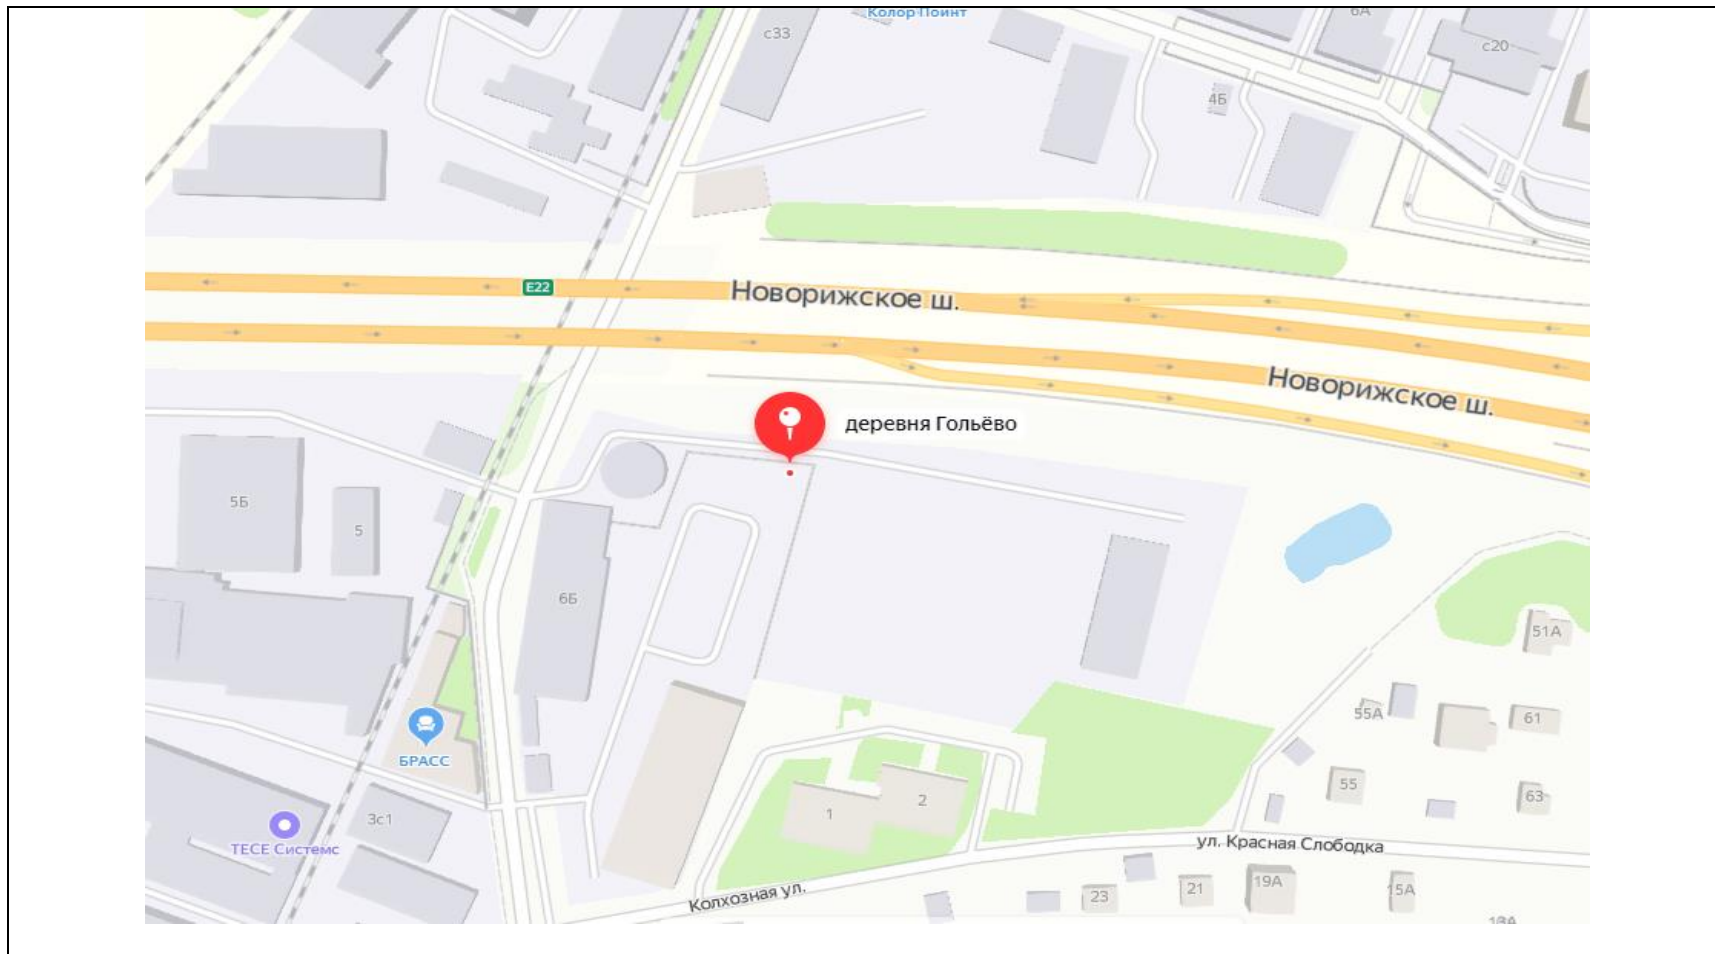 Колор Поинт
6А
с33
с20
4Б
E22
Новорижское ш.
Новорижское ш.
деревня Гольёво
5Б
5
6Б
51А
55А
61
БРАСС
55
63
1
2
3с1
ТЕСЕ Системс
ул. Красная Слободка
Колхозная ул.
23
21
19А
15А